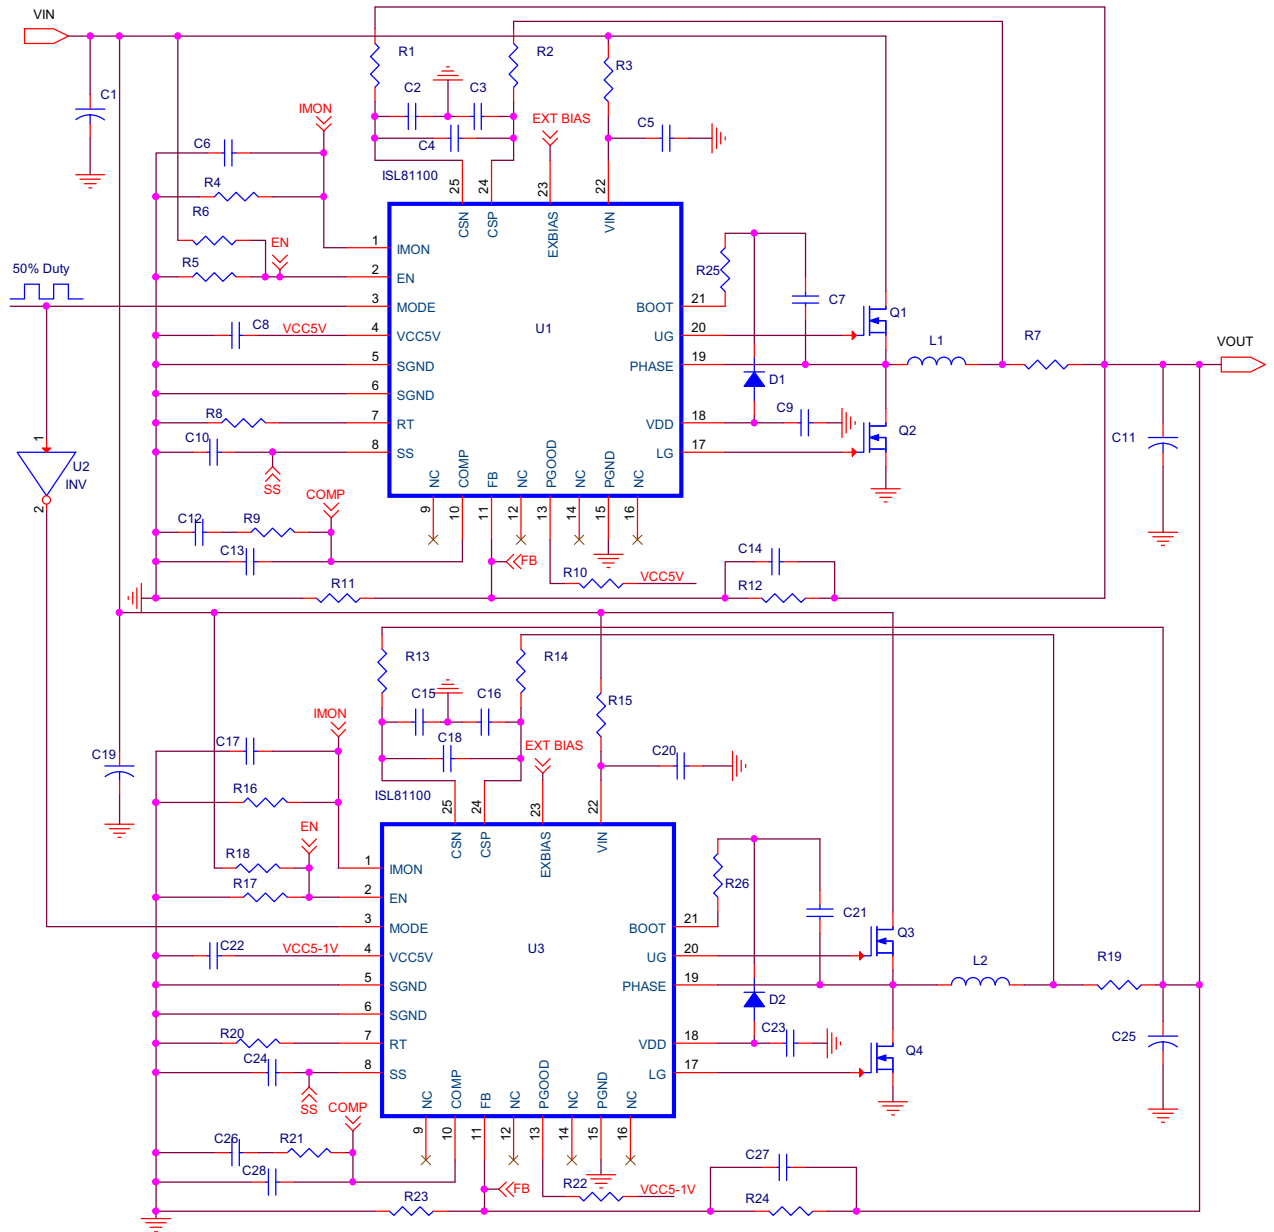 VIN
R1
R2
R3
C1
C2
C3
IMON
EXT BIAS
C5
C6
C4
ISL81100
R4
25
24
23
22
R6
CSN
CSP
EXBIAS
VIN
EN
R5
1
IMON
50% Duty
2
EN
R25
3
MODE
BOOT
21
C7
C8
VCC5V
4
VCC5V
U1
UG
20
Q1
L1
R7
VOUT
5
SGND
PHASE
19
D1
6
SGND
R8
7
RT
VDD
18
C9
Q2
C11
C10
8
SS
LG
17
1
U2
INV
2
SS
NC
COMP
FB
NC
PGOOD
NC
PGND
NC
COMP
9
10
11
12
13
14
15
16
C12
R9
C13
FB
C14
R10
VCC5V
R11
R12
R13
R14
R15
C15
C16
IMON
C17
C18
EXT BIAS
C20
C19
R16
ISL81100
25
24
23
22
EN
CSN
CSP
EXBIAS
VIN
R18
1
IMON
R17
2
EN
R26
3
MODE
BOOT
21
C21
C22
VCC5-1V
4
VCC5V
U3
UG
20
Q3
L2
R19
5
SGND
PHASE
19
D2
6
SGND
R20
7
RT
VDD
18
C23
Q4
C25
C24
8
SS
LG
17
SS
NC
COMP
FB
NC
PGOOD
NC
PGND
NC
COMP
9
10
11
12
13
14
15
16
C26
R21
C28
FB
C27
R22
VCC5-1V
R23
R24